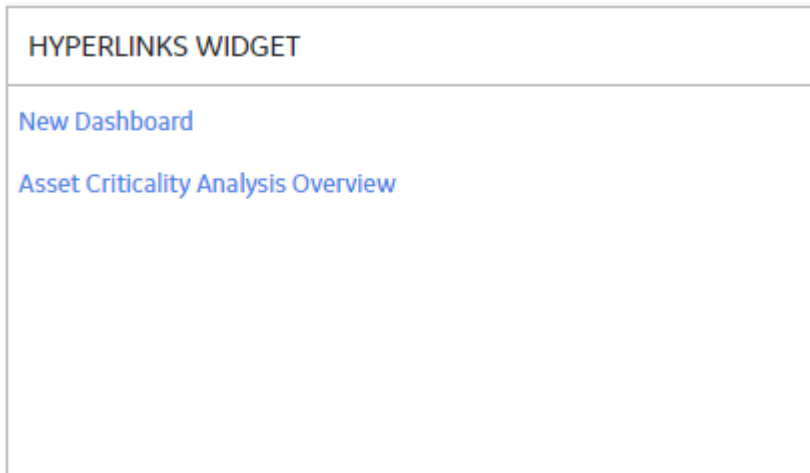 HYPERLINKS WIDGET
New Dashboard
Asset Criticality Analysis Overview